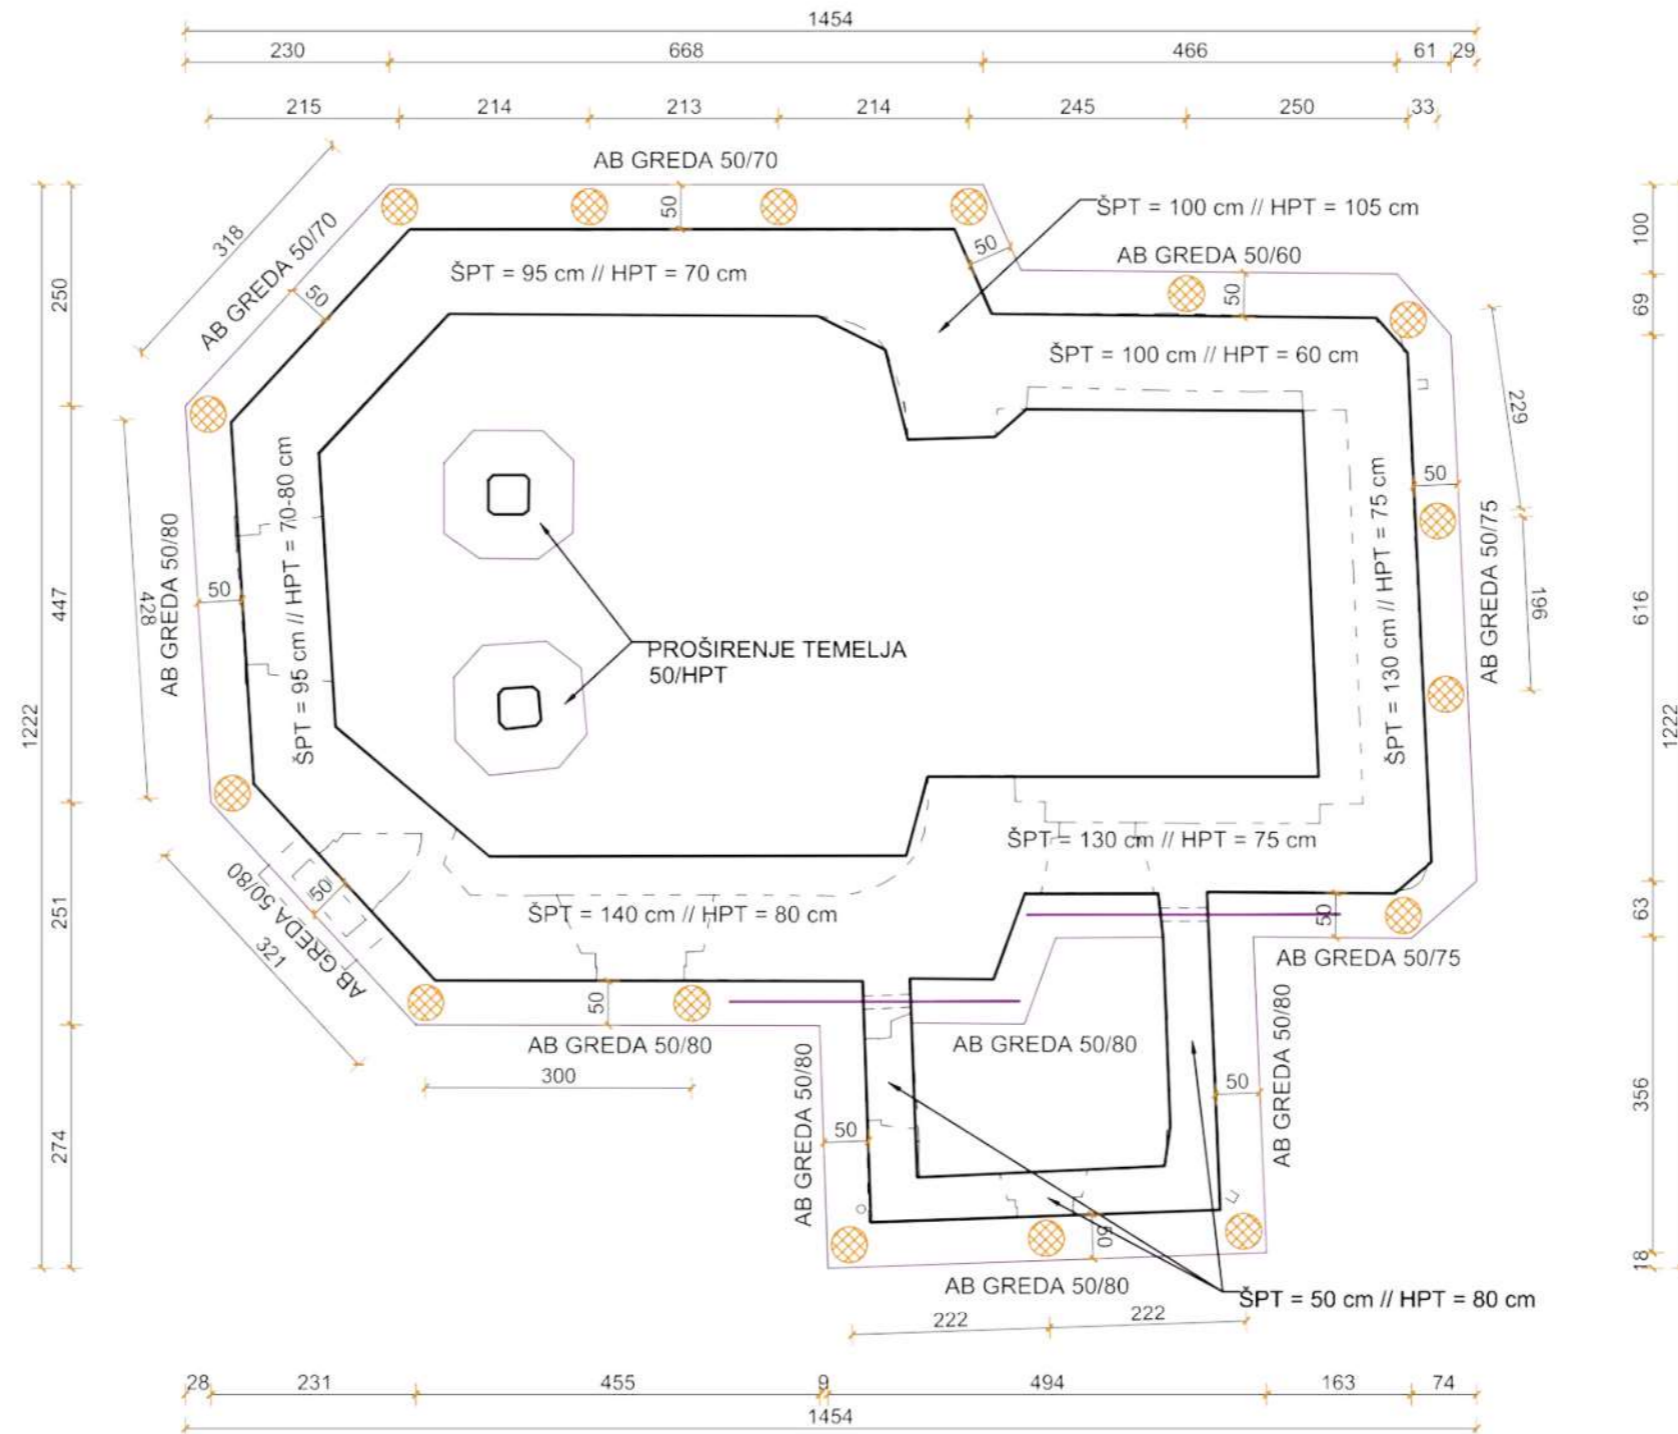 1454
230 668 466 61 29
215 214 213 214 245 250 33
AB GREDA 50/70
318
AB GREDA 50/70
50
50
50
ŠPT = 100 cm // HPT = 105 cm
AB GREDA 50/60
50
100
250
ŠPT = 95 cm // HPT = 70 cm
69
ŠPT = 100 cm // HPT = 60 cm
229
50
ŠPT = 95 cm // HPT = 70-80 cm
ŠPT = 130 cm // HPT = 75 cm
AB GREDA 50/80
AB GREDA 50/75
50
428
447
196
616
PROŠIRENJE TEMELJA
50/HPT
1222
1222
ŠPT = 130 cm // HPT = 75 cm
50
AB GREDA 50/80
321
251
ŠPT = 140 cm // HPT = 80 cm
50
63
AB GREDA 50/75
50
AB GREDA 50/80
AB GREDA 50/80
300
AB GREDA 50/80
AB GREDA 50/80
50
50
274
356
50
18
AB GREDA 50/80
ŠPT = 50 cm // HPT = 80 cm
222 222
28 231 455 9 494 163 74
1454